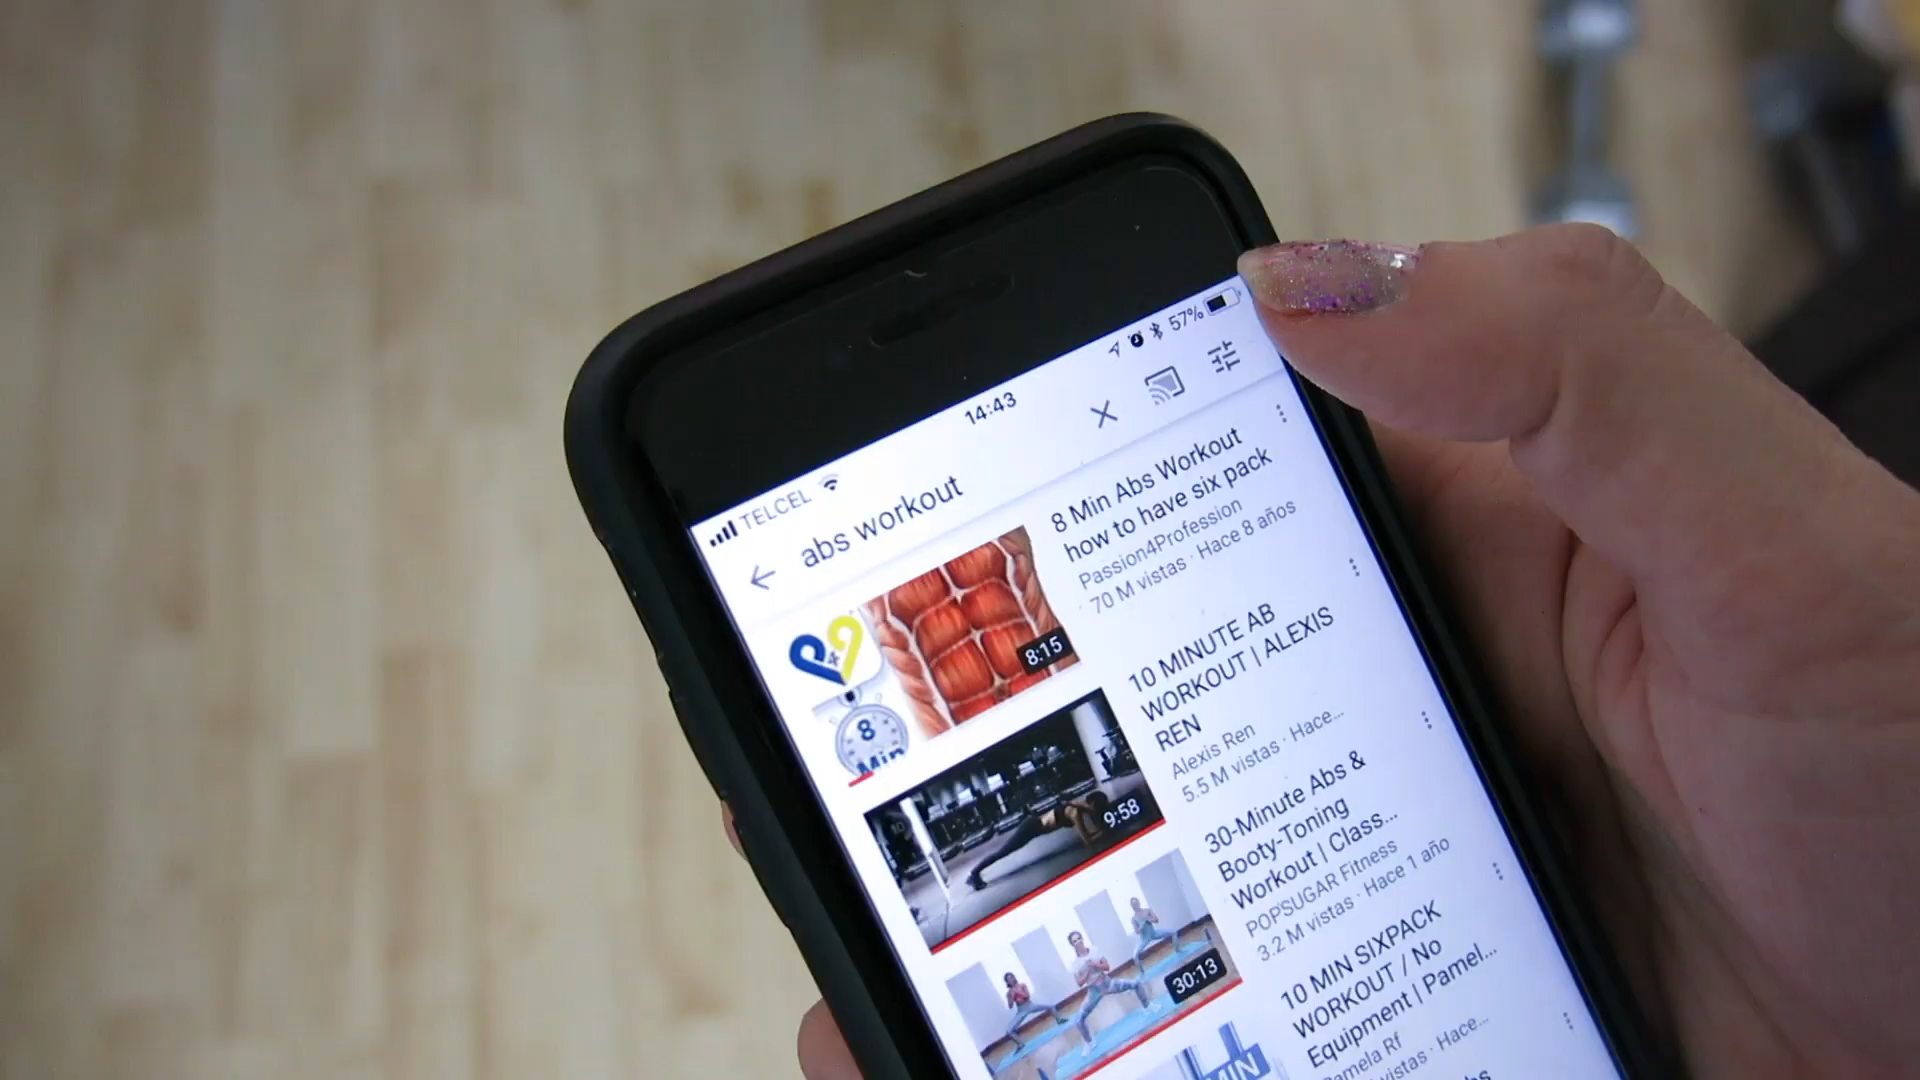 TELCEL
14:43
57%
abs workout
8 Min Abs Workout
how to have six pack
Passion4Profession
70 M vistas · Hace 8 años
8:15
8
Min
10 MINUTE AB
WORKOUT | ALEXIS
REN
Alexis Ren
5.5 M vistas · Hace...
9:58
30-Minute Abs &
Booty-Toning
Workout | Class...
POPSUGAR Fitness
3.2 M vistas · Hace 1 año
30:13
10 MIN SIXPACK
WORKOUT / No
Equipment | Pamel...
Pamela Rf
vistas · Hace...
MIN